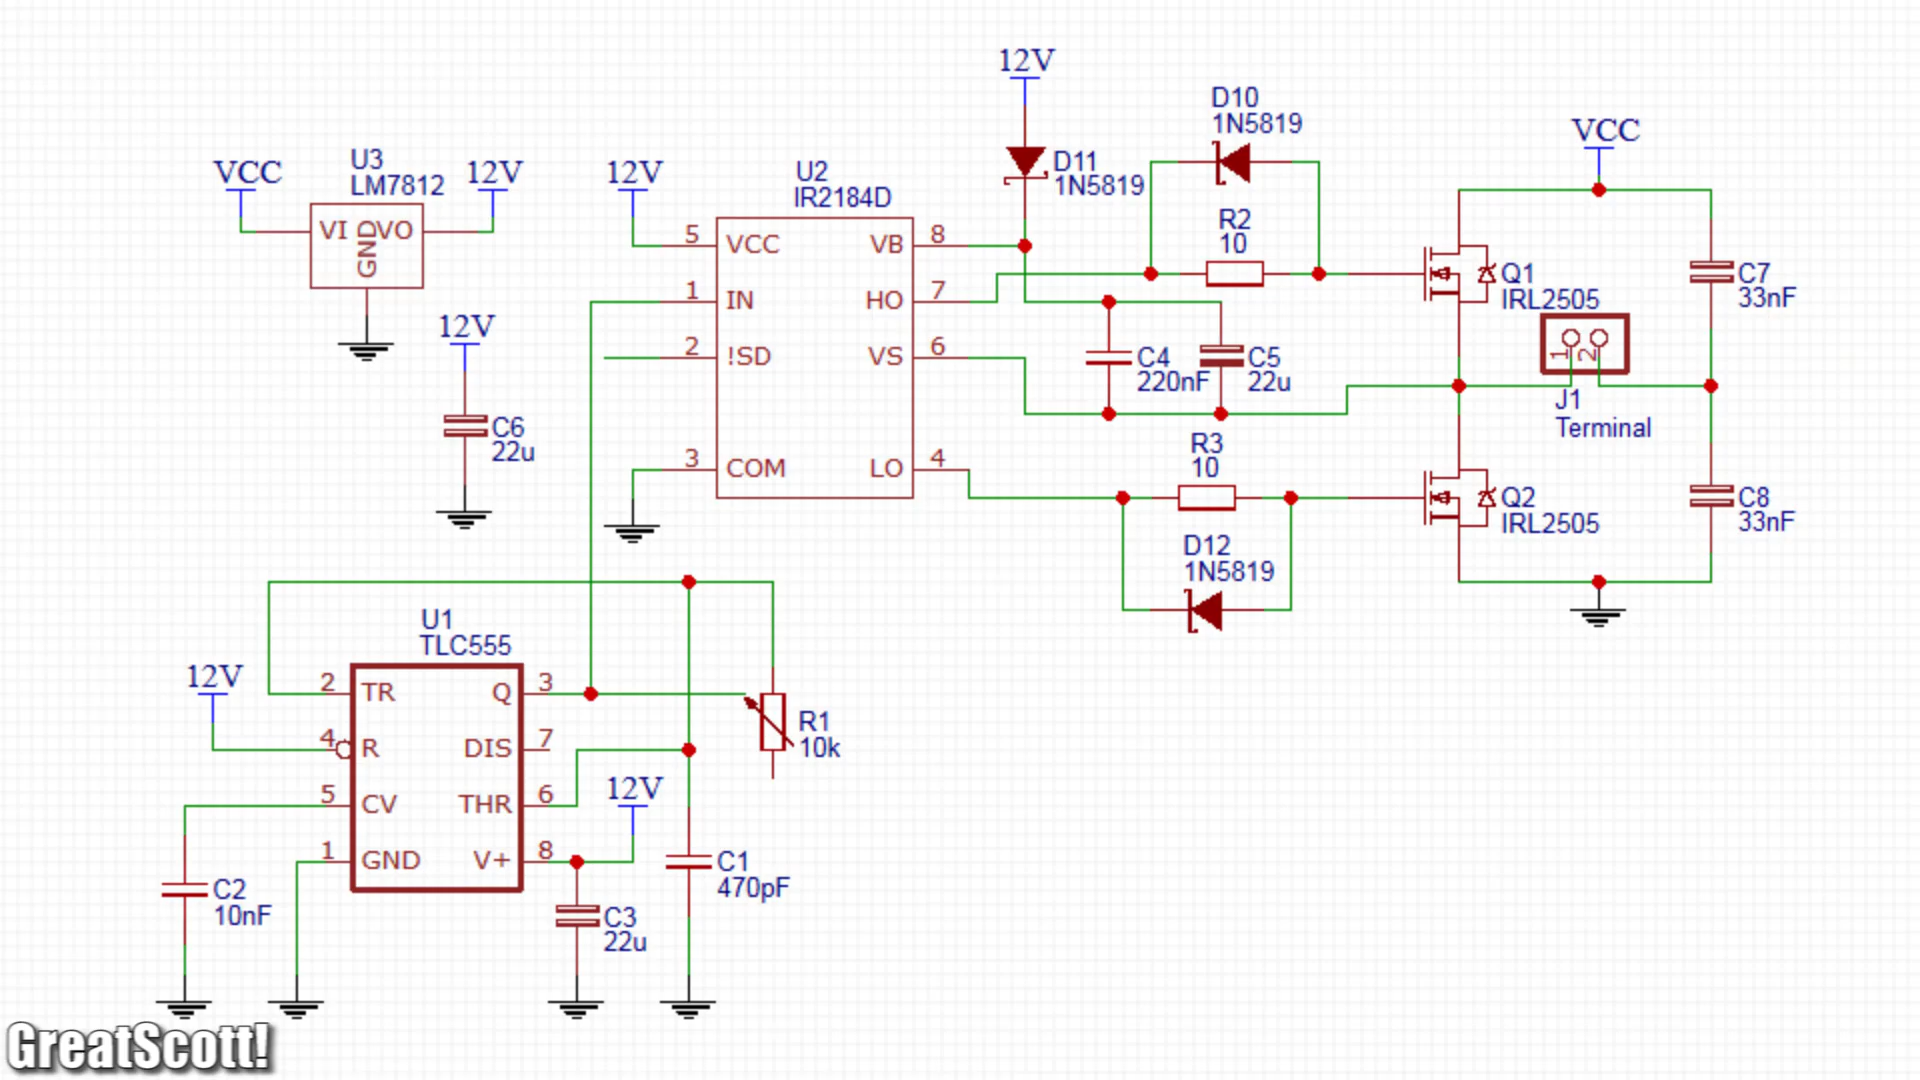 12V
D10
1N5819
VCC
U3
LM7812
VCC
12V
VI
GND
VO
12V
U2
IR2184D
D11
1N5819
5
VCC
VB
8
R2
10
1
IN
HO
7
Q1
IRL2505
C7
33nF
12V
2
!SD
VS
6
C4
220nF
C5
22u
1
2
J1
Terminal
C6
22u
3
COM
LO
4
R3
10
Q2
IRL2505
C8
33nF
D12
1N5819
U1
TLC555
12V
2
TR
Q
3
4
R
DIS
7
R1
10k
5
CV
THR
6
12V
1
GND
V+
8
C1
470pF
C2
10nF
C3
22u
GreatScott!